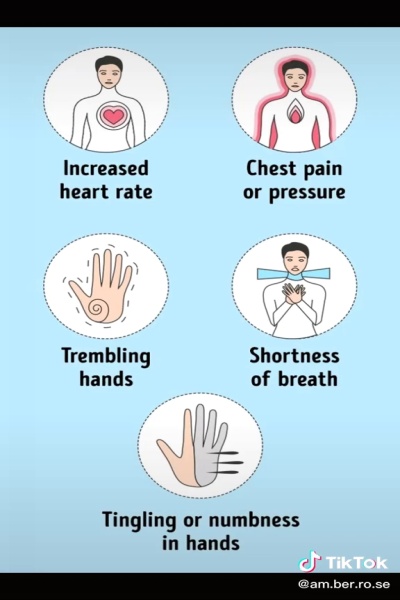 Increased
heart rate
Chest pain
or pressure
Trembling
hands
Shortness
of breath
Tingling or numbness
in hands
TikTok
@am.ber.ro.se